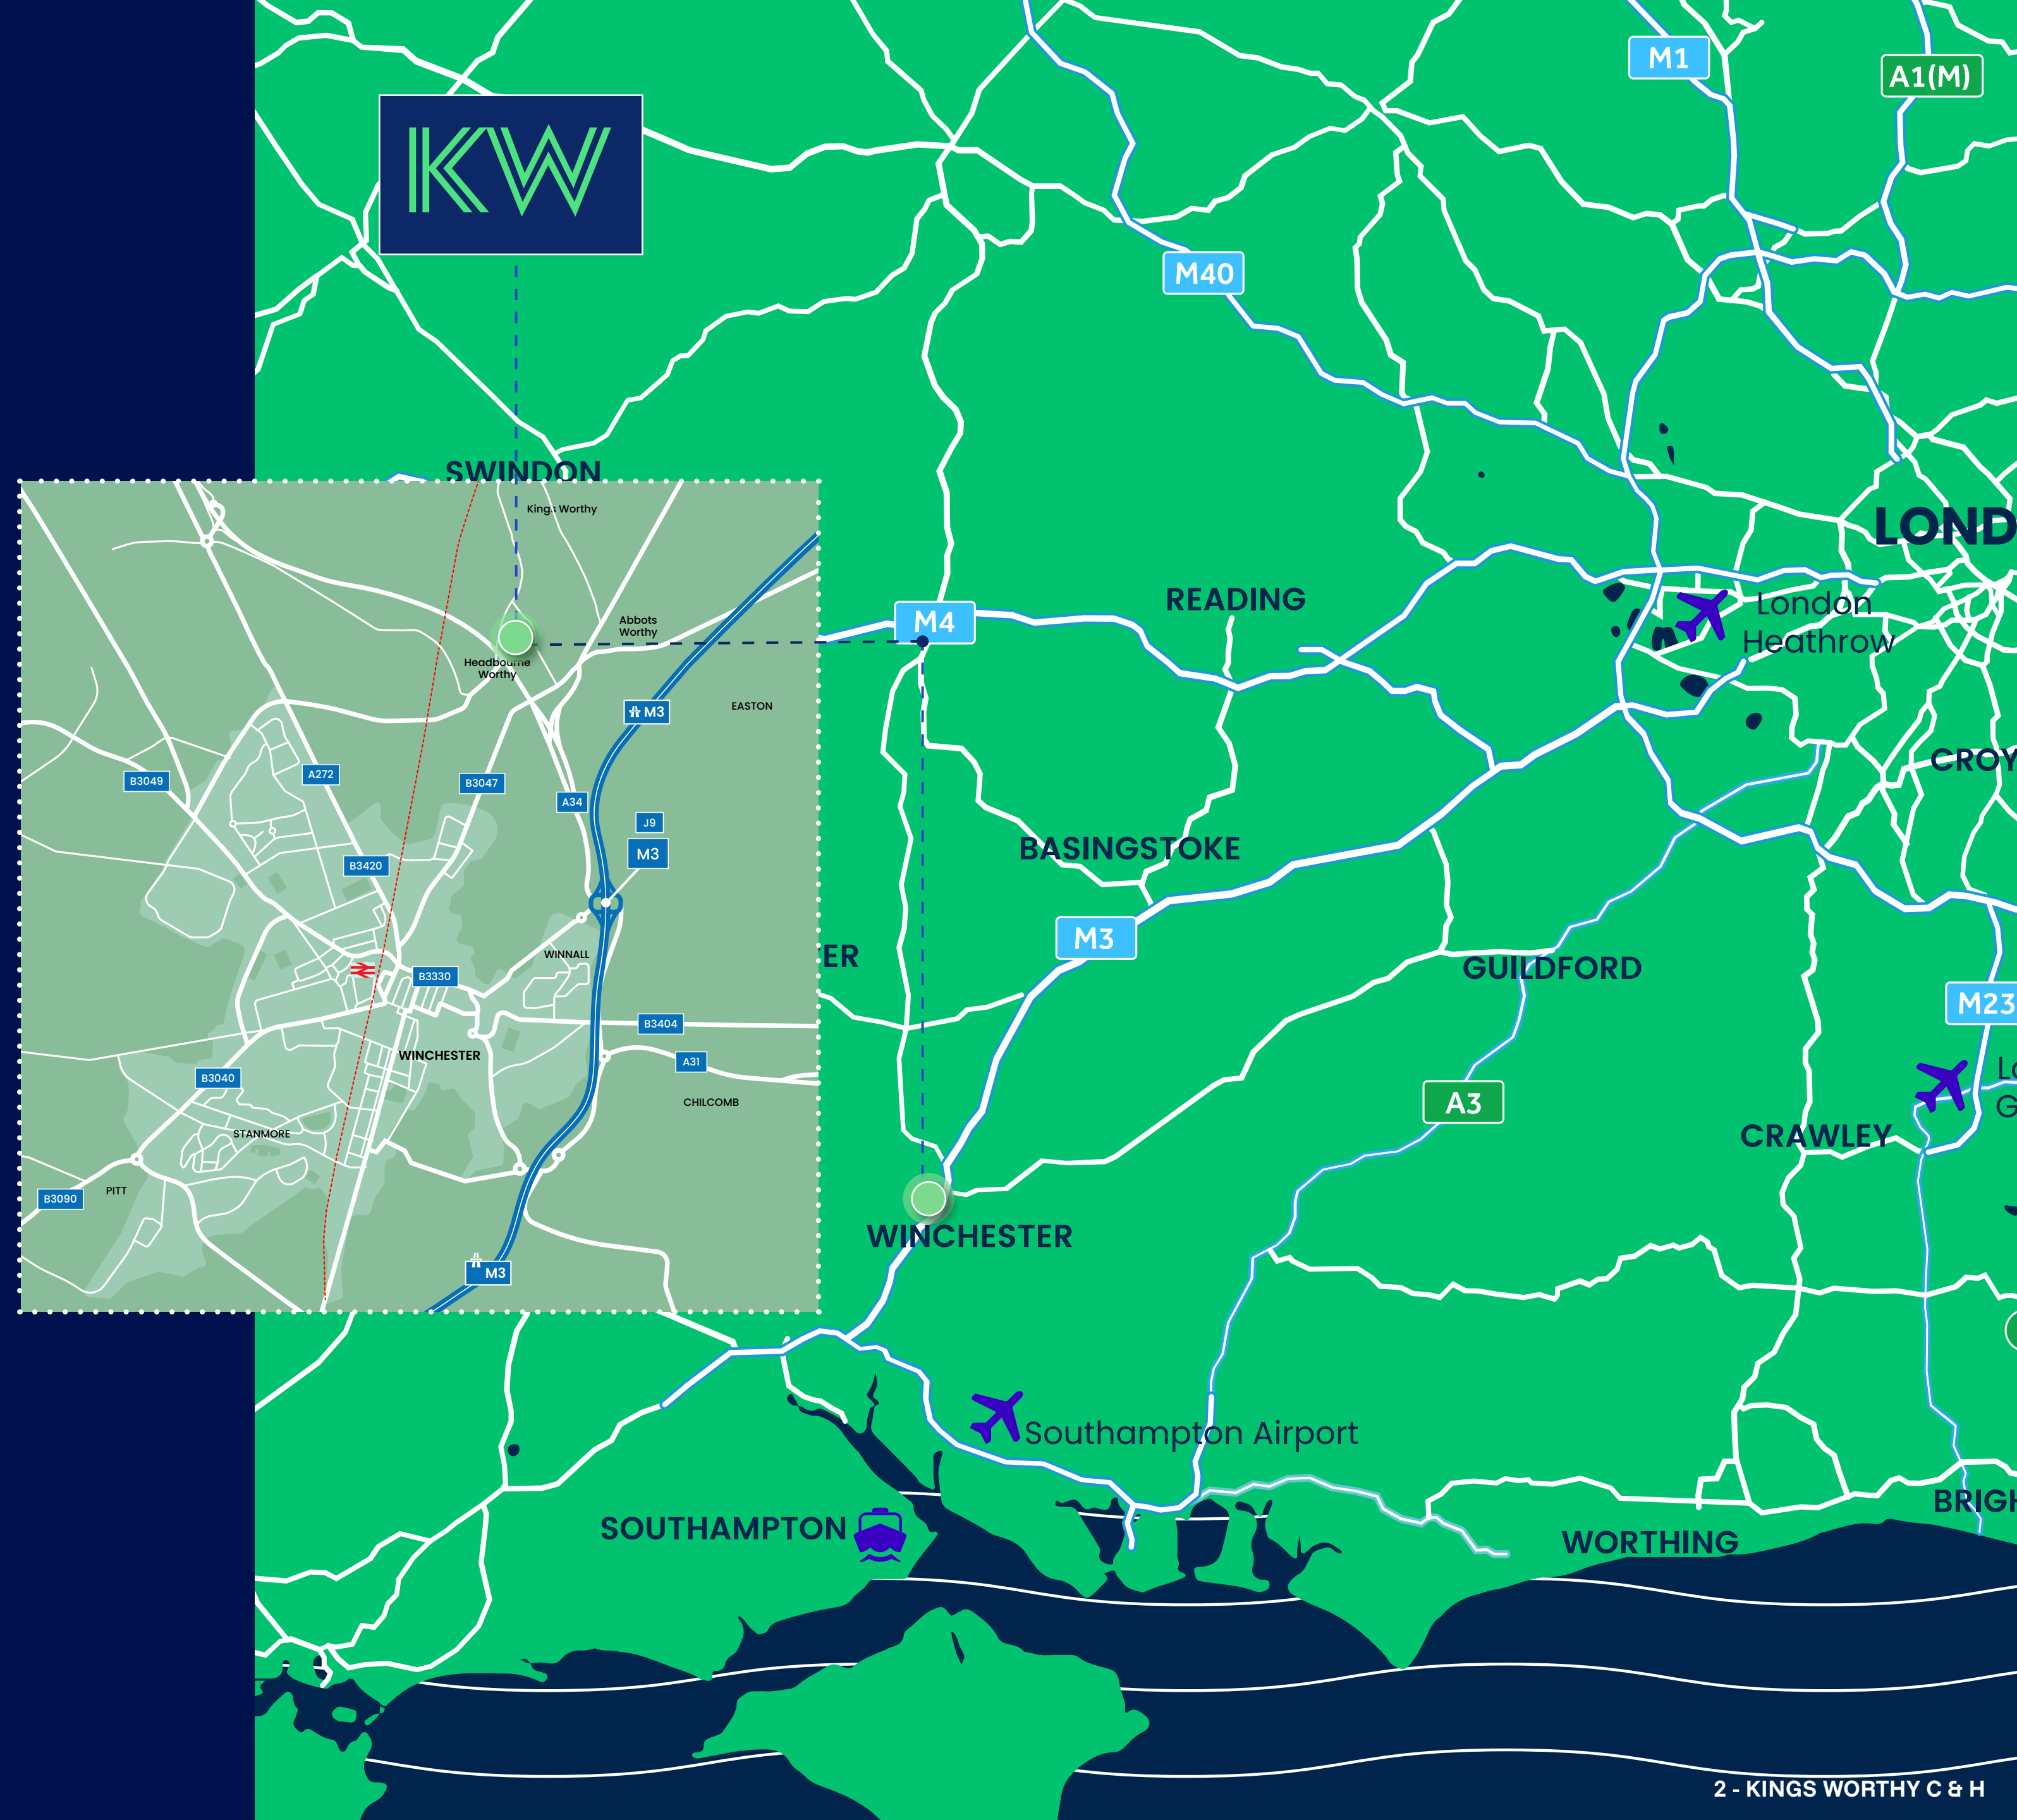 M1
A1(M)
KW
M40
SWINDON
Kings Worthy
LOND
READING
London
Heathrow
M4
Abbots
Worthy
Headbourne
Worthy
M3
EASTON
CROY
B3049
A272
B3047
A34
J9
M3
BASINGSTOKE
B3420
M3
ER
WINNALL
B3330
GUILDFORD
M23
B3404
WINCHESTER
A31
B3040
CHILCOMB
A3
Lo
G
STANMORE
CRAWLEY
PITT
B3090
WINCHESTER
M3
Southampton Airport
SOUTHAMPTON
BRIGH
WORTHING
2 - KINGS WORTHY C & H